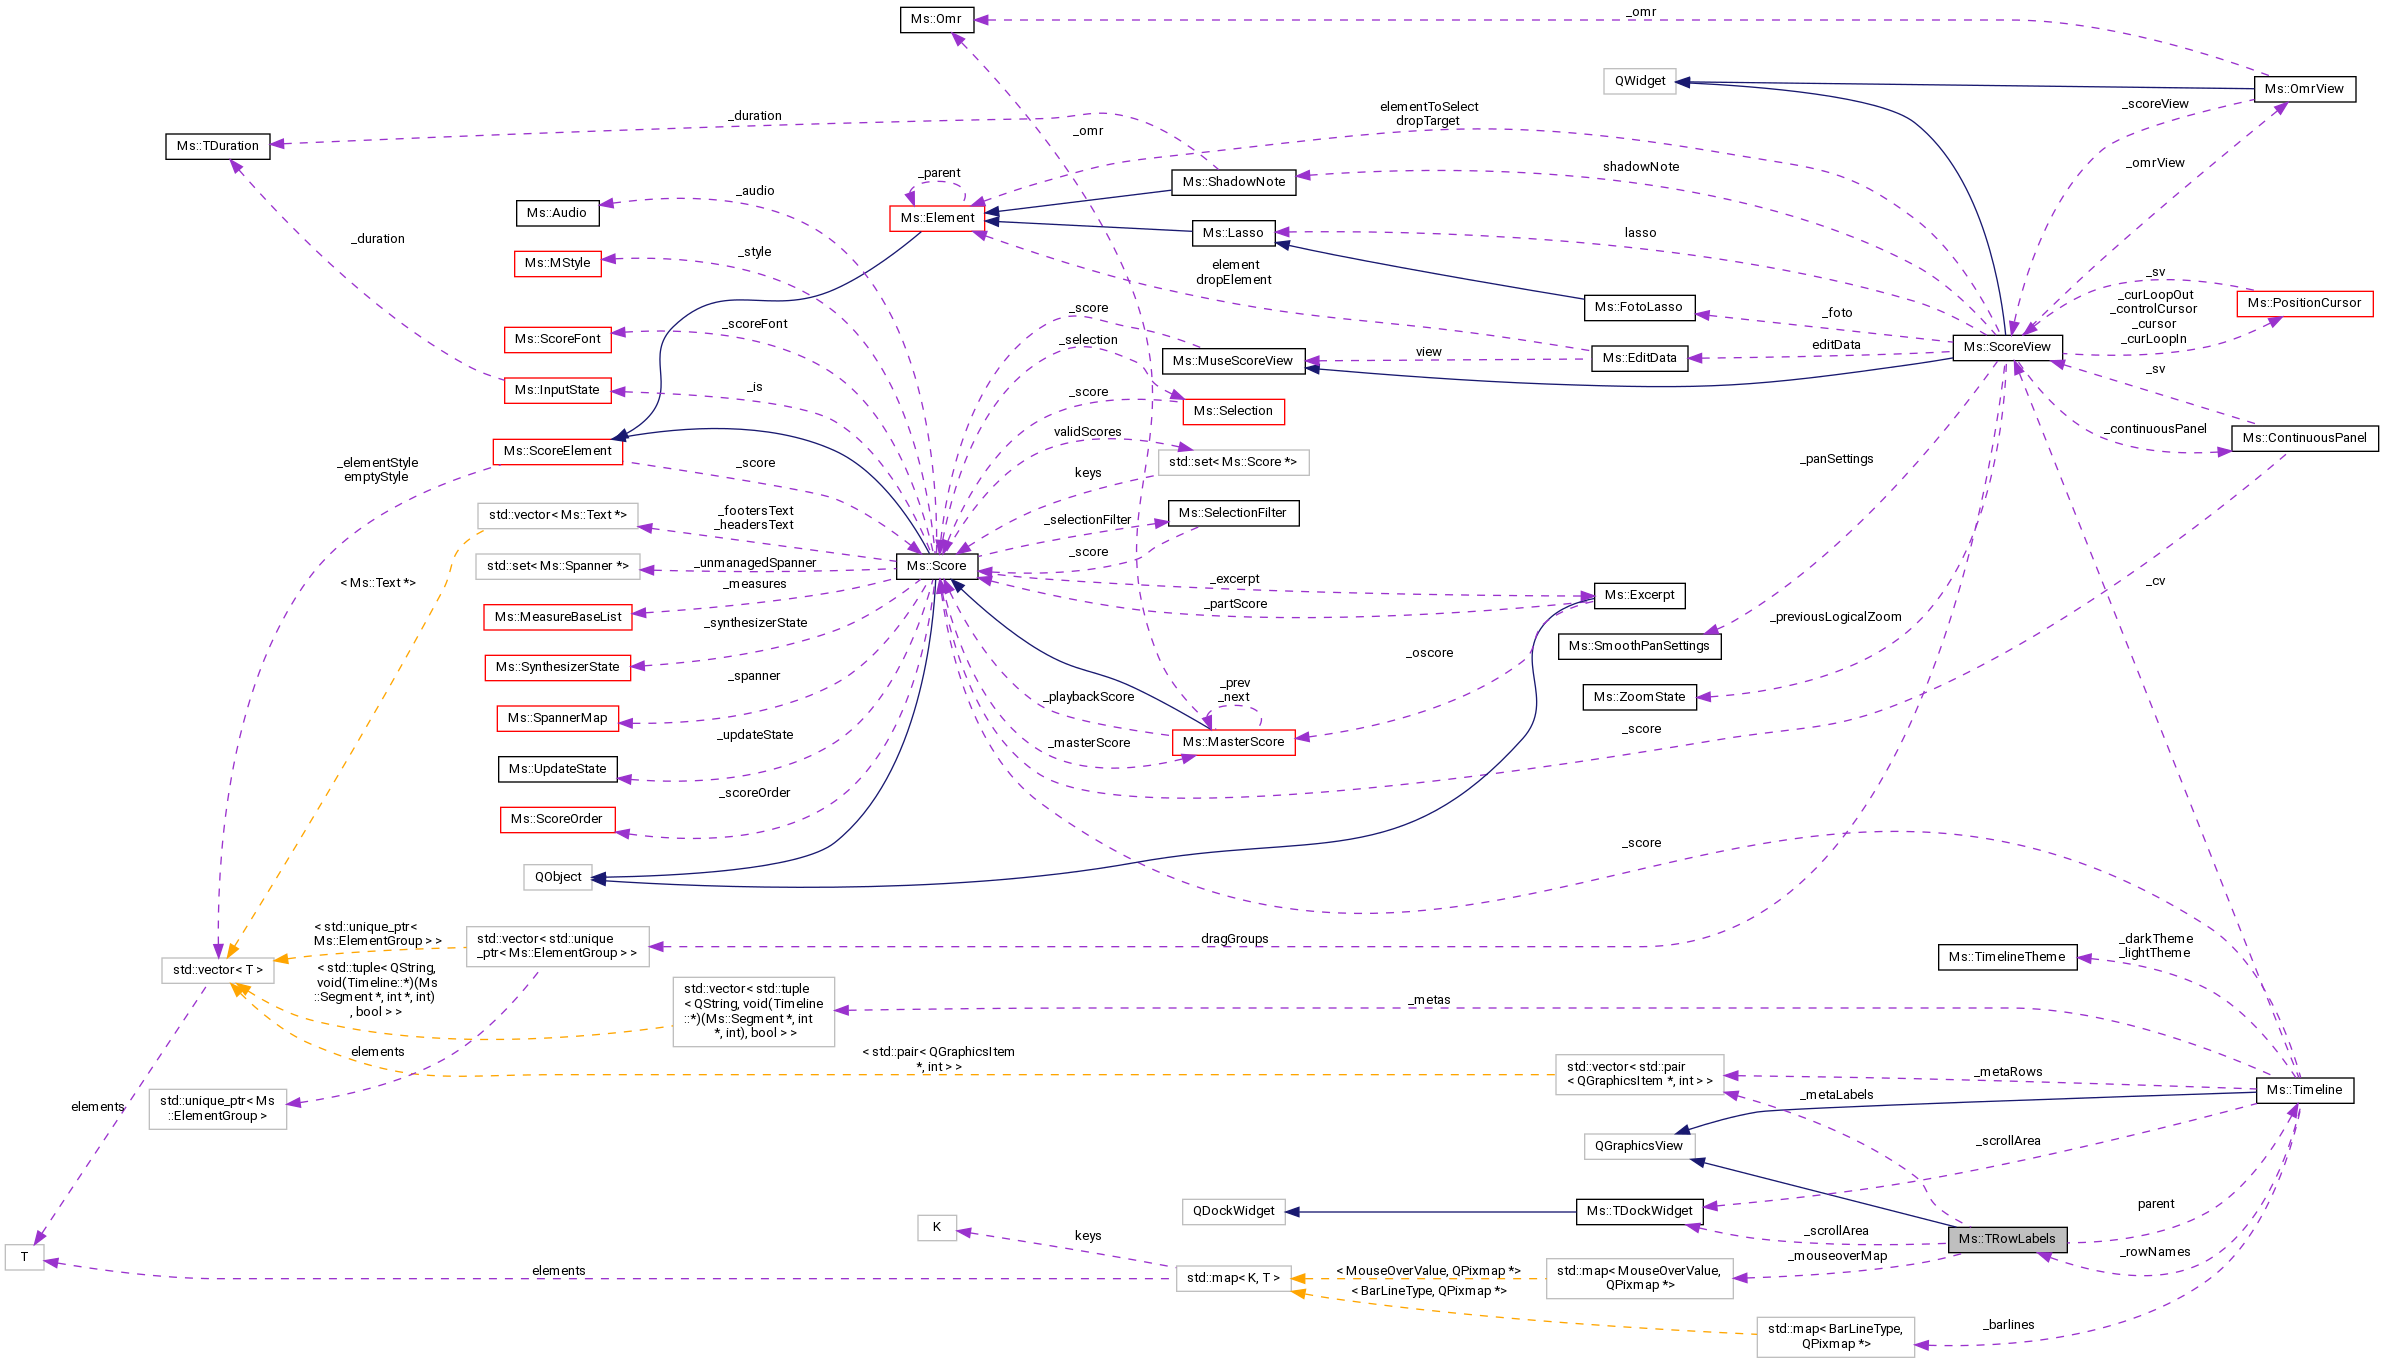 Ms::Omr
_omr
QWidget
Ms::OmrView
_scoreView
elementToSelect
dropTarget
_duration
_omr
Ms::TDuration
_omrView
shadowNote
_parent
Ms::ShadowNote
_audio
Ms::Audio
Ms::Element
Ms::Lasso
lasso
_duration
_style
Ms::MStyle
element
dropElement
_sv
_curLoopOut
_controlCursor
_cursor
_curLoopIn
Ms::PositionCursor
Ms::FotoLasso
_foto
_score
_scoreFont
Ms::ScoreFont
_selection
Ms::MuseScoreView
view
Ms::EditData
editData
Ms::ScoreView
_sv
_is
Ms::InputState
_score
Ms::Selection
validScores
_continuousPanel
Ms::ContinuousPanel
Ms::ScoreElement
_elementStyle
emptyStyle
_score
keys
std::set< Ms::Score *>
_panSettings
std::vector< Ms::Text *>
_footersText
_headersText
_selectionFilter
Ms::SelectionFilter
_score
std::set< Ms::Spanner *>
_unmanagedSpanner
Ms::Score
_measures
< Ms::Text *>
_excerpt
_partScore
Ms::Excerpt
_cv
Ms::MeasureBaseList
_synthesizerState
_previousLogicalZoom
Ms::SmoothPanSettings
_oscore
Ms::SynthesizerState
_spanner
_prev
_next
_playbackScore
Ms::ZoomState
Ms::SpannerMap
_updateState
_masterScore
Ms::MasterScore
_score
Ms::UpdateState
_scoreOrder
Ms::ScoreOrder
_score
QObject
< std::unique_ptr<
Ms::ElementGroup > >
std::vector< std::unique
_ptr< Ms::ElementGroup > >
dragGroups
_darkTheme
_lightTheme
Ms::TimelineTheme
std::vector< T >
< std::tuple< QString,
void(Timeline::*)(Ms
::Segment *, int *, int)
, bool > >
std::vector< std::tuple
< QString, void(Timeline
::*)(Ms::Segment *, int
*, int), bool > >
_metas
elements
< std::pair< QGraphicsItem
*, int > >
std::vector< std::pair
< QGraphicsItem *, int > >
_metaRows
Ms::Timeline
_metaLabels
elements
std::unique_ptr< Ms
::ElementGroup >
QGraphicsView
_scrollArea
QDockWidget
Ms::TDockWidget
parent
K
keys
_scrollArea
Ms::TRowLabels
_rowNames
T
elements
std::map< K, T >
< MouseOverValue, QPixmap *>
_mouseoverMap
std::map< MouseOverValue,
QPixmap *>
< BarLineType, QPixmap *>
_barlines
std::map< BarLineType,
QPixmap *>